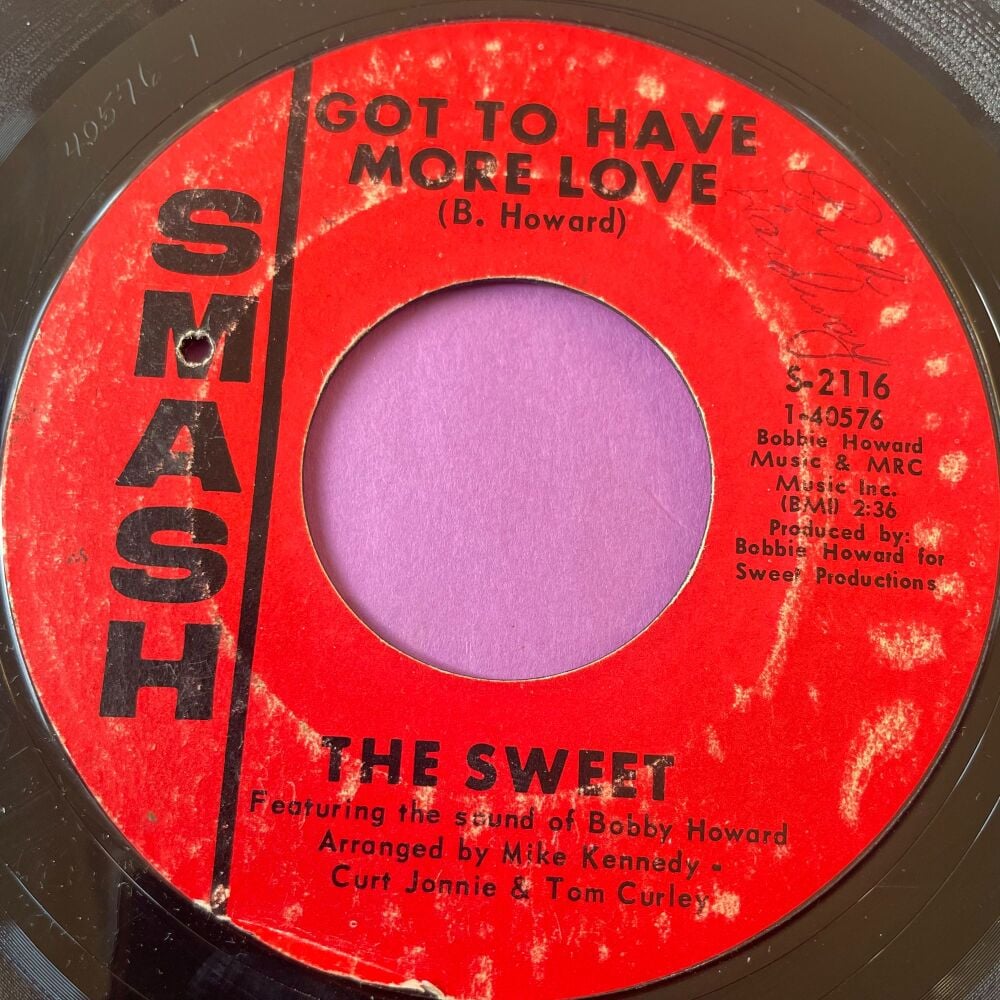 GOT TO HAVE
MORE LOVE
(B. Howard)
SMASH
S-2116
1-40576
Bobbie Howard
Music & MRC
Music Inc.
(BMI) 2:36
Produced by:
Bobbie Howard for
Sweet Productions
THE SWEET
Featuring the sound of Bobby Howard
Arranged by Mike Kennedy -
Curt Jonnie & Tom Curley